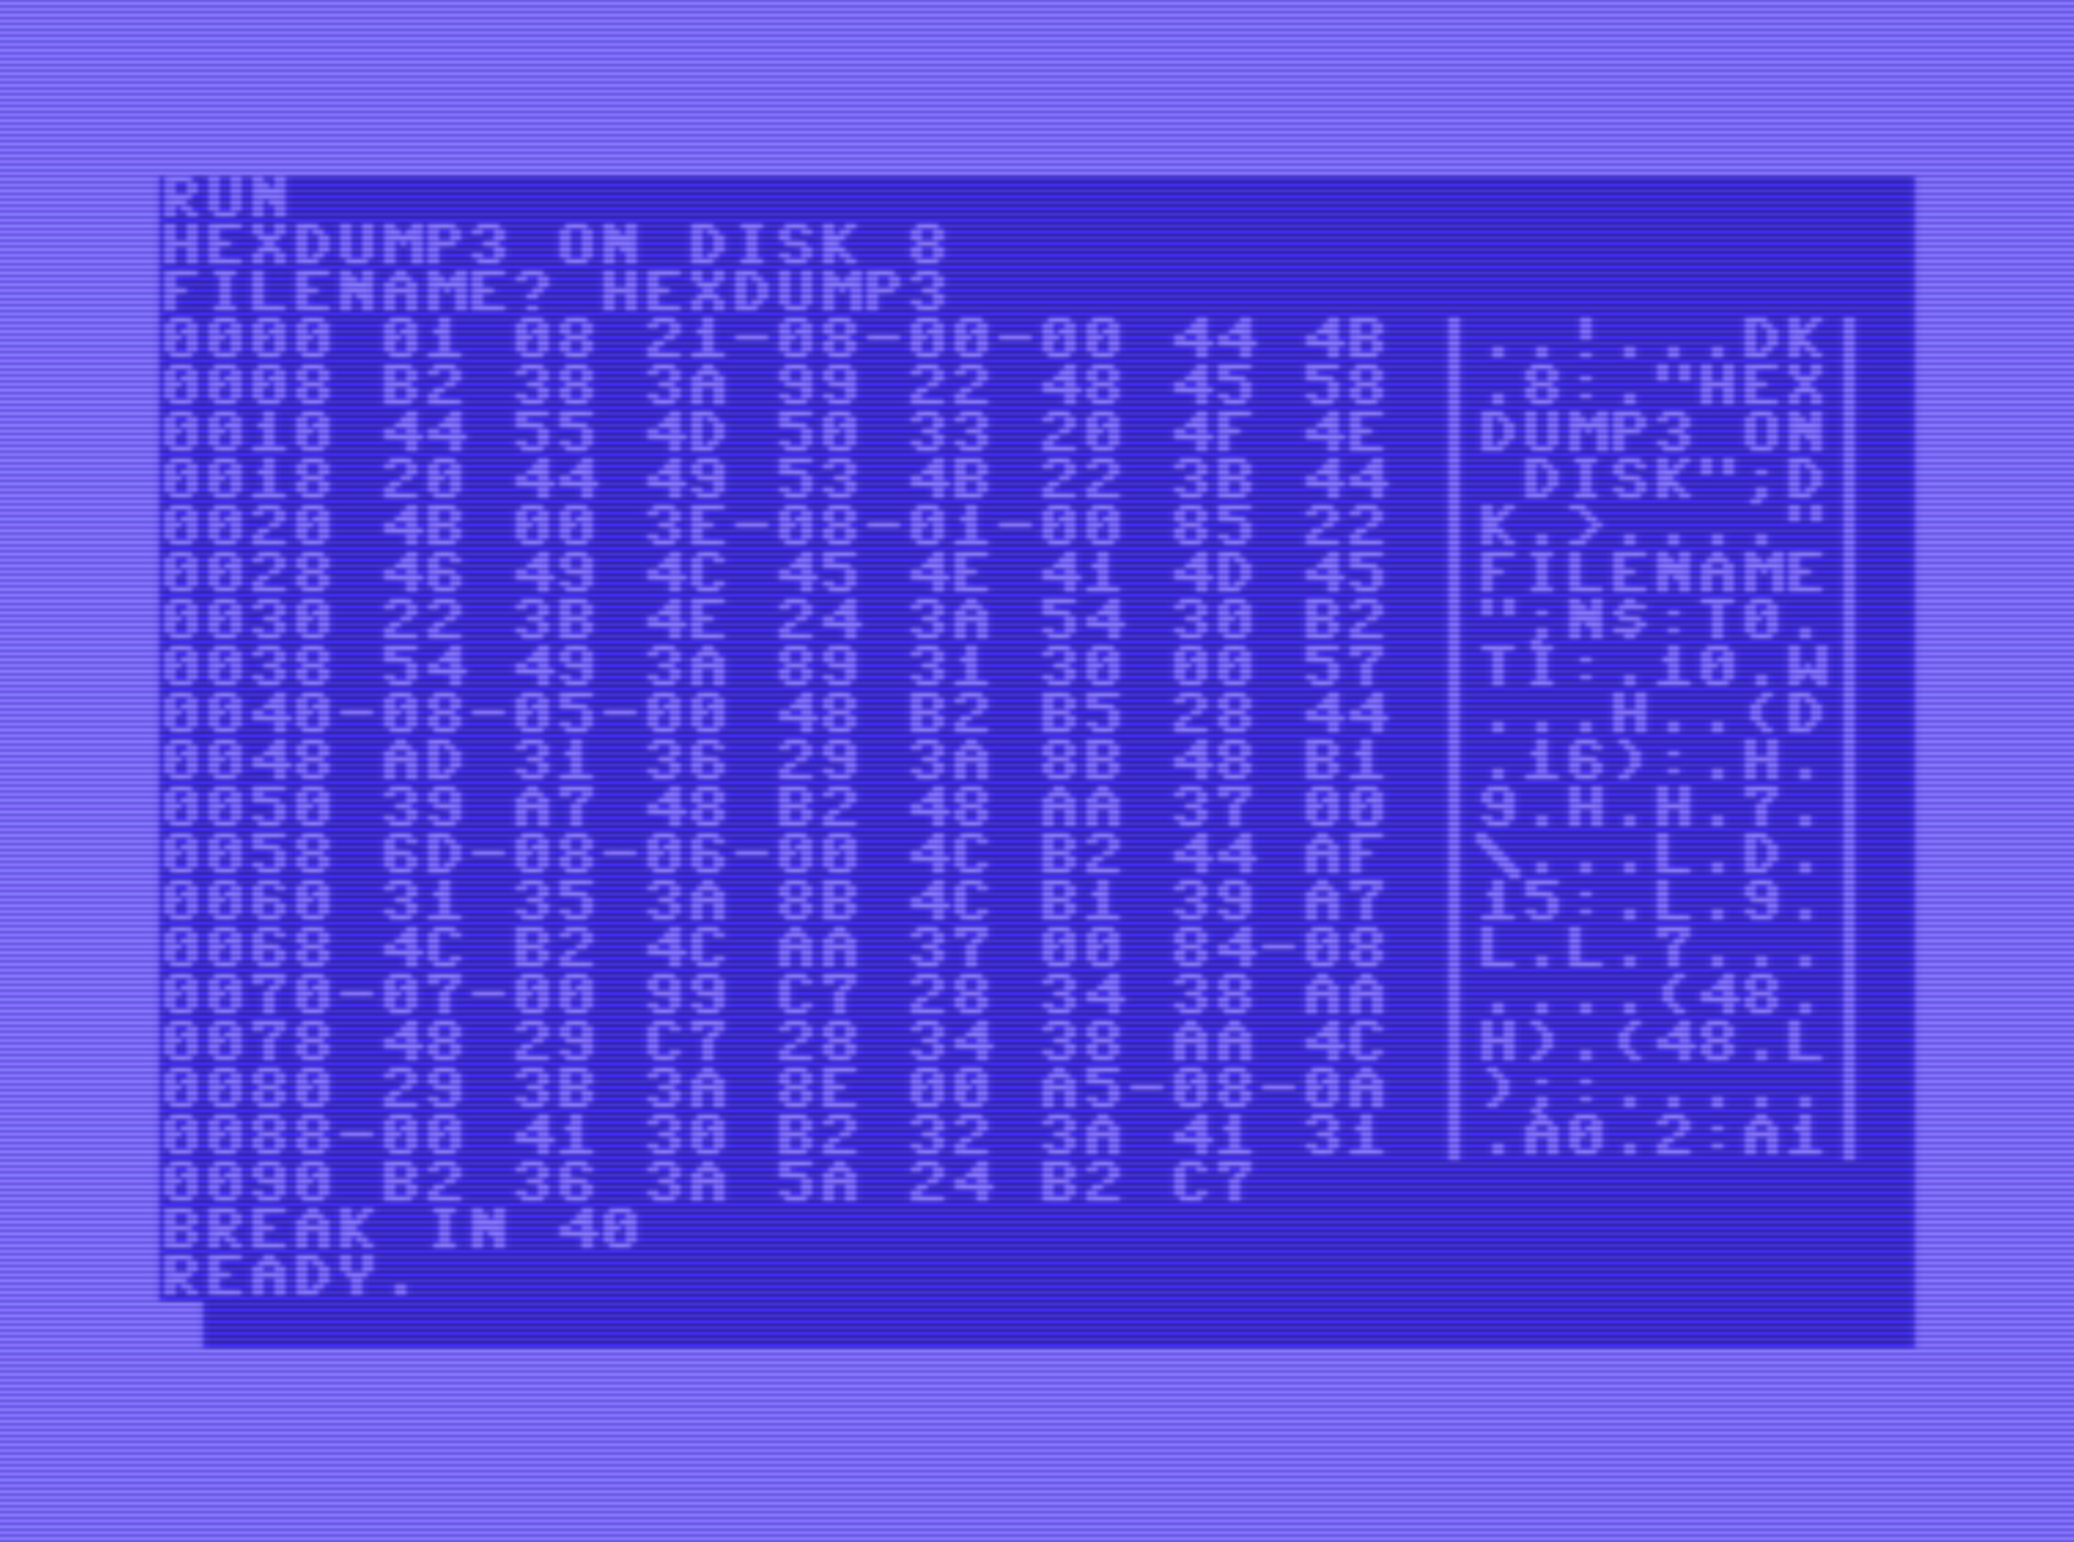 RUN
HEXDUMP3 ON DISK 8
FILENAME? HEXDUMP3
0000 01 08 21-08-00-00 44 4B |..!...DK|
0008 B2 38 3A 99 22 48 45 58 |.8:."HEX|
0010 44 55 4D 50 33 20 4F 4E |DUMP3 ON|
0018 20 44 49 53 4B 22 3B 44 | DISK";D|
0020 4B 00 3E-08-01-00 85 22 |K.>...."|
0028 46 49 4C 45 4E 41 4D 45 |FILENAME|
0030 22 3B 4E 24 3A 54 30 B2 |";N$:T0.|
0038 54 49 3A 89 31 30 00 57 |TI:.10.W|
0040-08-05-00 48 B2 B5 28 44 |...H..(D|
0048 AD 31 36 29 3A 8B 48 B1 |.16):.H.|
0050 39 A7 48 B2 48 AA 37 00 |9.H.H.7.|
0058 6D-08-06-00 4C B2 44 AF |╲...L.D.|
0060 31 35 3A 8B 4C B1 39 A7 |15:.L.9.|
0068 4C B2 4C AA 37 00 84-08 |L.L.7...|
0070-07-00 99 C7 28 34 38 AA |....(48.|
0078 48 29 C7 28 34 38 AA 4C |H).(48.L|
0080 29 3B 3A 8E 00 A5-08-0A |);:.....|
0088-00 41 30 B2 32 3A 41 31 |.A0.2:A1|
0090 B2 36 3A 5A 24 B2 C7
BREAK IN 40
READY.